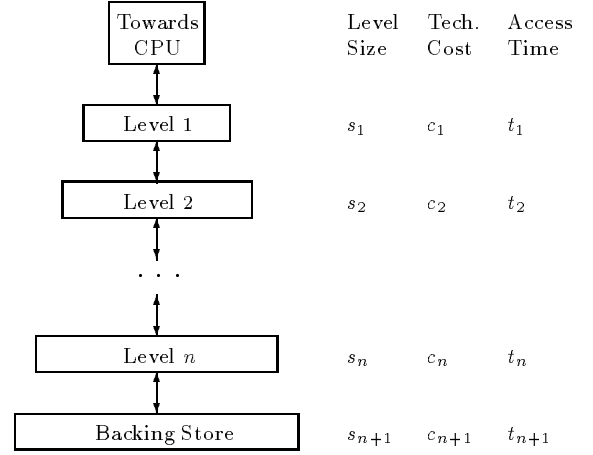 Towards CPU Level Size Tech. Cost Access Time
Level 1 s₁ c₁ t₁
Level 2 s₂ c₂ t₂
. . .
Level n sₙ cₙ tₙ
Backing Store sₙ₊₁ cₙ₊₁ tₙ₊₁